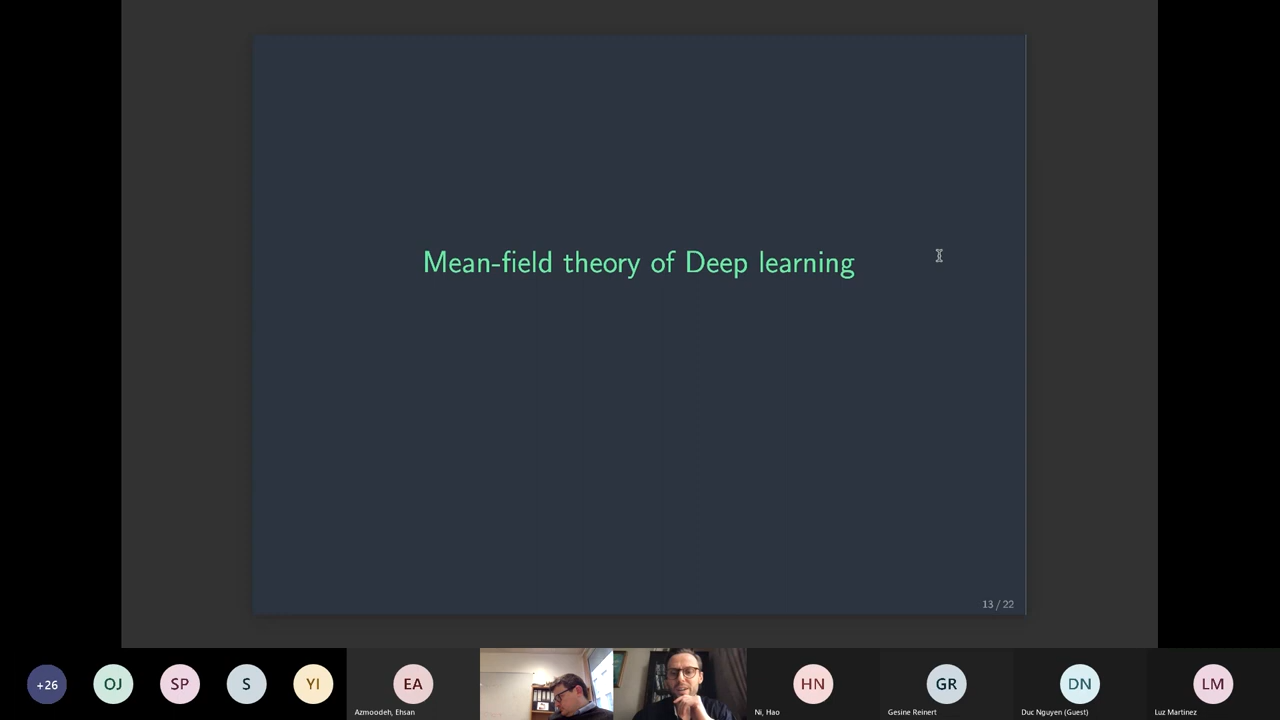 Mean-field theory of Deep learning
13 / 22
+26
OJ
SP
S
YI
EA
HN
GR
DN
LM
Azmoodeh, Ehsan
Ni, Hao
Gesine Reinert
Duc Nguyen (Guest)
Luz Martinez